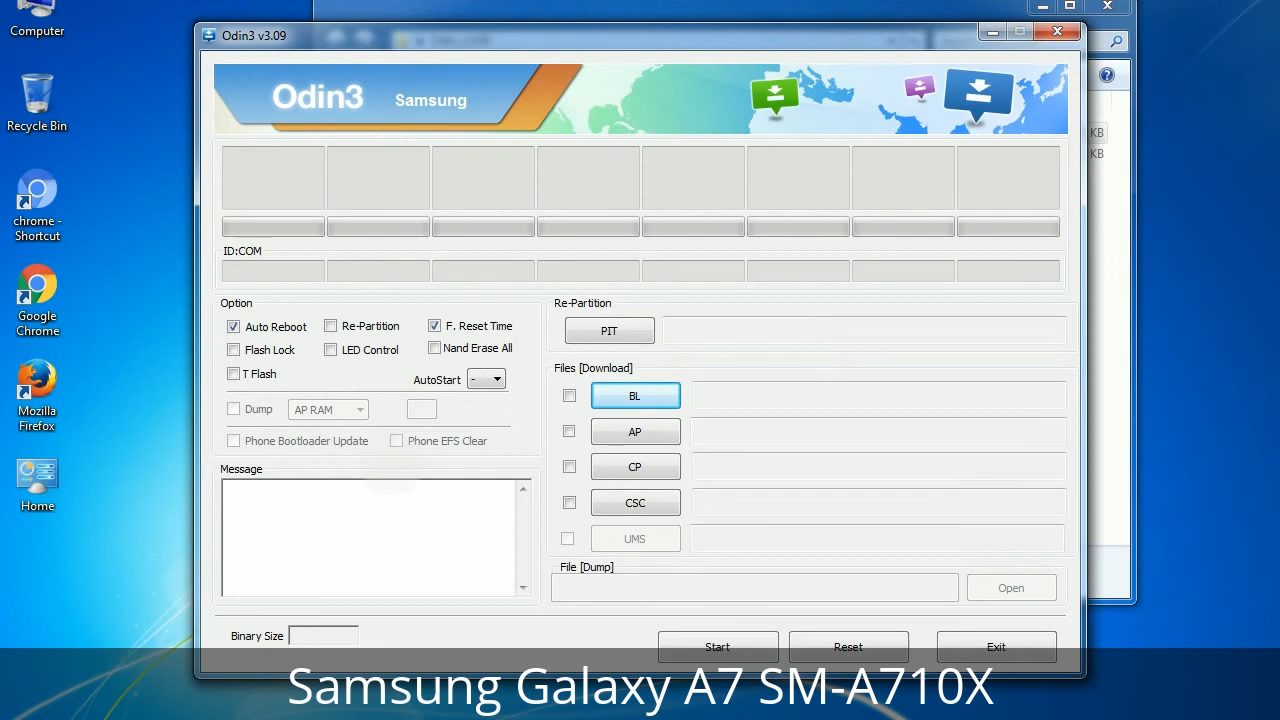 Computer
Recycle Bin
chrome -
Shortcut
Google
Chrome
Mozilla
Firefox
Home
Odin3 v3.09
Odin3 Samsung
KB
KB
ID:COM
Option
Auto Reboot
Re-Partition
F. Reset Time
Flash Lock
LED Control
Nand Erase All
T Flash
AutoStart -
Dump AP RAM
Phone Bootloader Update
Phone EFS Clear
Message
Re-Partition
PIT
Files [Download]
BL
AP
CP
CSC
UMS
File [Dump]
Open
Binary Size
Start
Reset
Exit
Samsung Galaxy A7 SM-A710X